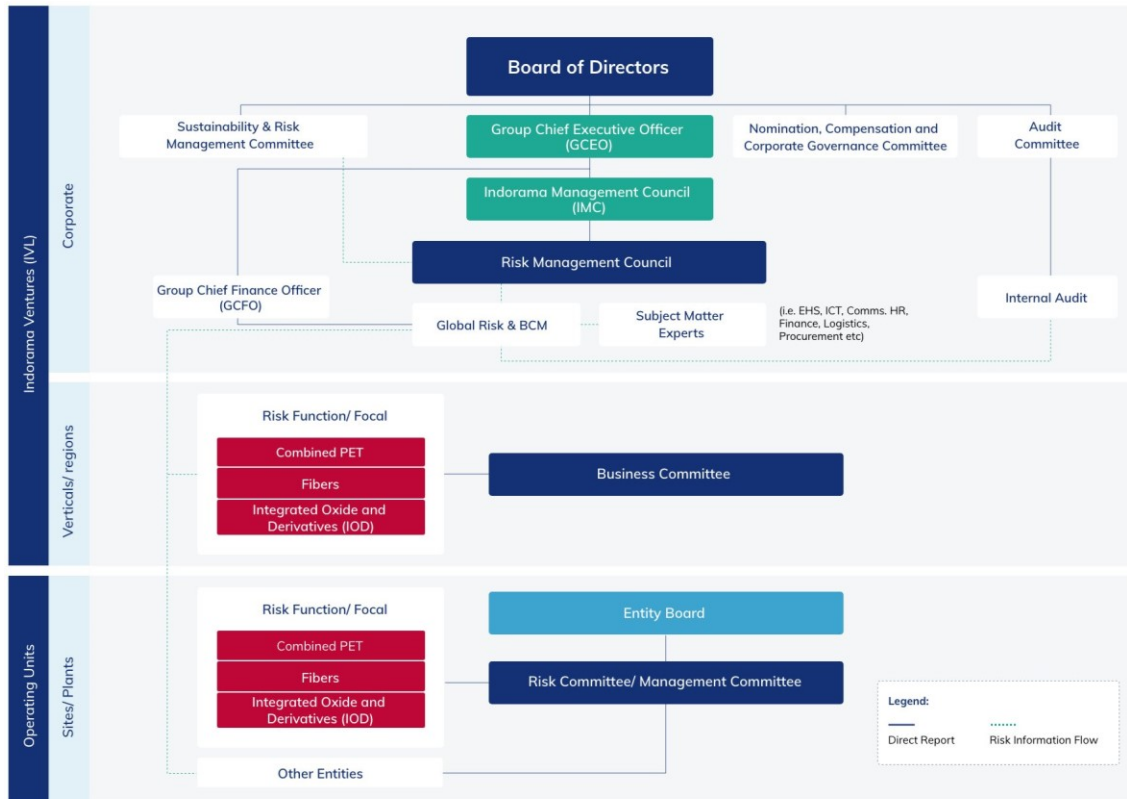 Indorama Ventures (IVL)
Corporate
Board of Directors
Sustainability & Risk
Management Committee
Group Chief Executive Officer
(GCEO)
Nomination, Compensation and
Corporate Governance Committee
Audit
Committee
Indorama Management Council
(IMC)
Risk Management Council
Group Chief Finance Officer
(GCFO)
Internal Audit
Global Risk & BCM
Subject Matter
Experts
(i.e. EHS, ICT, Comms. HR,
Finance, Logistics,
Procurement etc)
Verticals/ regions
Risk Function/ Focal
Combined PET
Fibers
Integrated Oxide and
Derivatives (IOD)
Business Committee
Operating Units
Sites/ Plants
Risk Function/ Focal
Combined PET
Fibers
Integrated Oxide and
Derivatives (IOD)
Entity Board
Risk Committee/ Management Committee
Other Entities
Legend:
Direct Report
Risk Information Flow